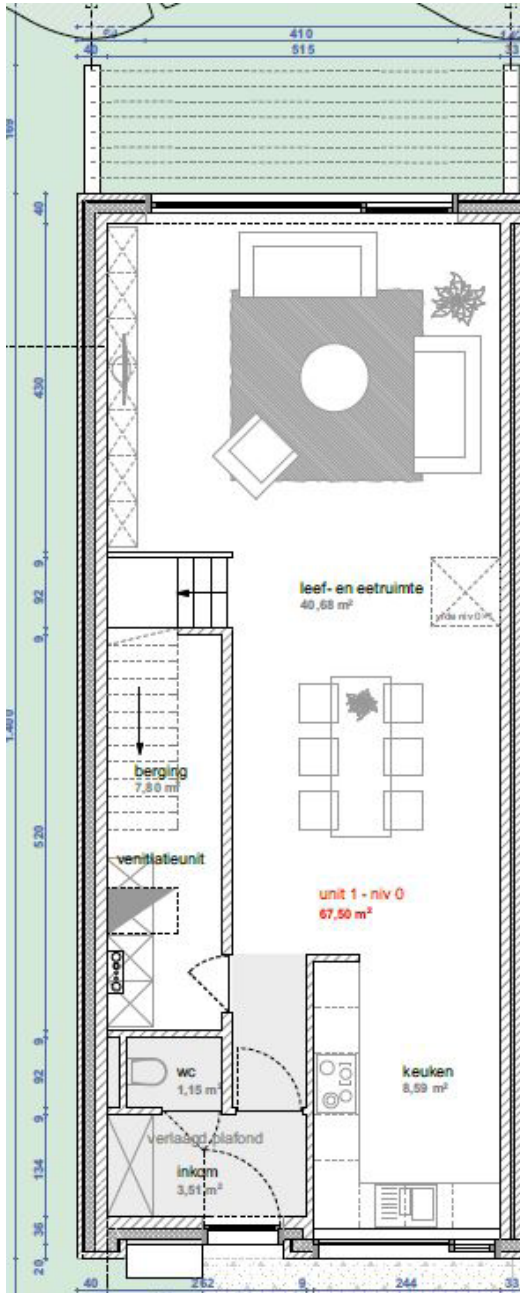 410
40
515
33
169
40
430
leef- en eetruimte
40,68 m²
9
92
9
1.400
berging
7,80 m²
520
ventilatieunit
unit 1 - niv 0
67,50 m²
9
wc
1,15 m²
keuken
8,59 m²
92
9
verlaagd plafond
inkom
3,51 m²
134
36
20
40
262
9
244
33